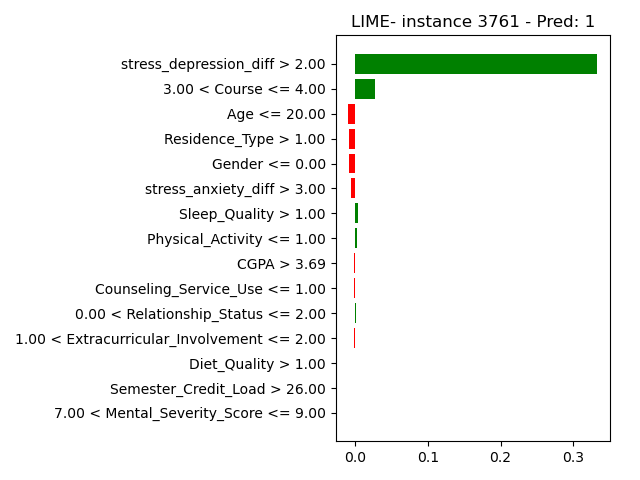 LIME- instance 3761 - Pred: 1
stress_depression_diff > 2.00
3.00 < Course <= 4.00
Age <= 20.00
Residence_Type > 1.00
Gender <= 0.00
stress_anxiety_diff > 3.00
Sleep_Quality > 1.00
Physical_Activity <= 1.00
CGPA > 3.69
Counseling_Service_Use <= 1.00
0.00 < Relationship_Status <= 2.00
1.00 < Extracurricular_Involvement <= 2.00
Diet_Quality > 1.00
Semester_Credit_Load > 26.00
7.00 < Mental_Severity_Score <= 9.00
0.0 0.1 0.2 0.3